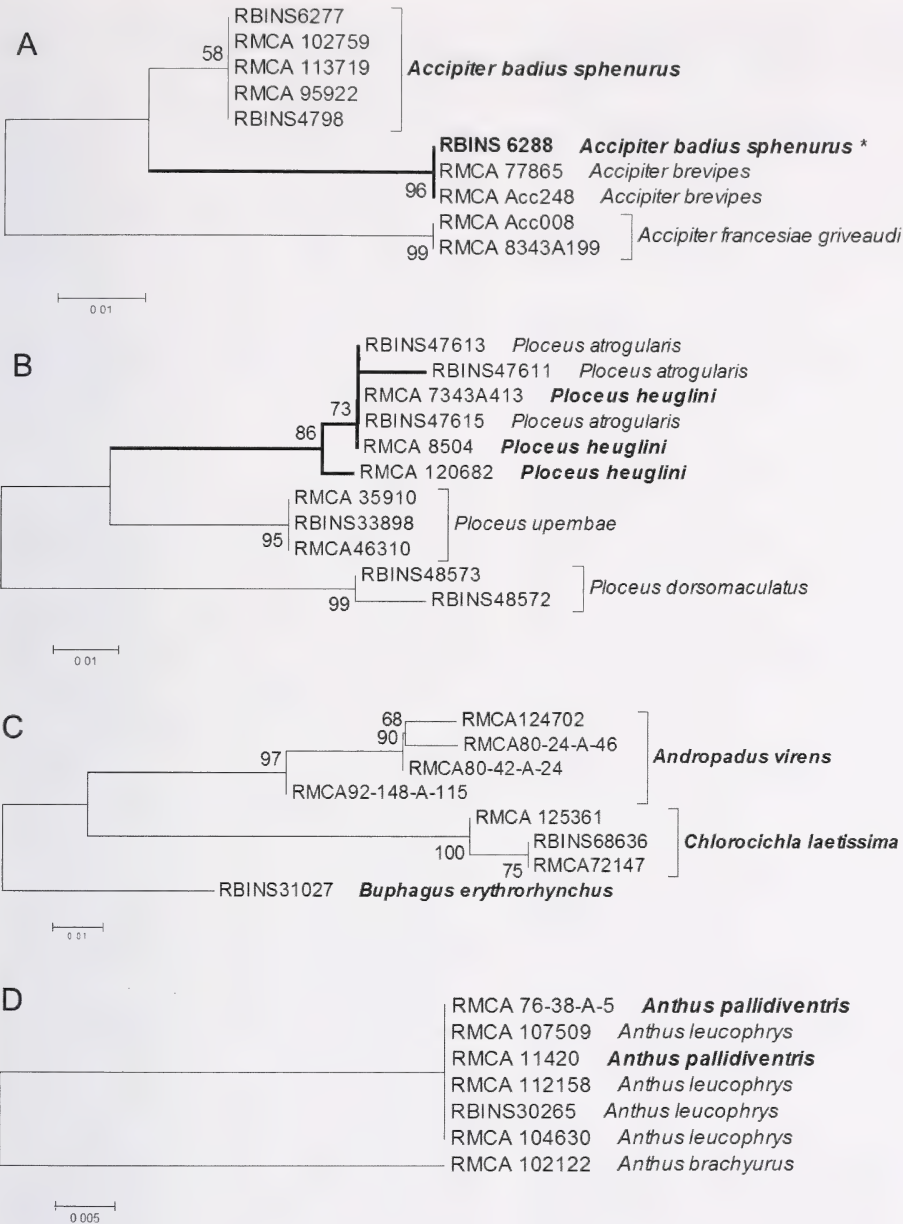 A
RBINS6277
RMCA 102759
58
RMCA 113719
Accipiter badius sphenurus
RMCA 95922
RBINS4798
RBINS 6288 Accipiter badius sphenurus *
RMCA 77865 Accipiter brevipes
96
RMCA Acc248 Accipiter brevipes
RMCA Acc008
Accipiter francesiae griveaudi
99
RMCA 8343A199
0 01
B
RBINS47613 Ploceus atrogularis
RBINS47611 Ploceus atrogularis
RMCA 7343A413 Ploceus heuglini
73
RBINS47615 Ploceus atrogularis
86
RMCA 8504 Ploceus heuglini
RMCA 120682 Ploceus heuglini
RMCA 35910
RBINS33898
Ploceus upembae
95
RMCA46310
RBINS48573
Ploceus dorsomaculatus
99
RBINS48572
0 01
C
68
RMCA124702
90
RMCA80-24-A-46
97
RMCA80-42-A-24
Andropadus virens
RMCA92-148-A-115
RMCA 125361
RBINS68636
Chlorocichla laetissima
100
75
RMCA72147
RBINS31027 Buphagus erythrorhynchus
0 01
D
RMCA 76-38-A-5 Anthus pallidiventris
RMCA 107509 Anthus leucophrys
RMCA 11420 Anthus pallidiventris
RMCA 112158 Anthus leucophrys
RBINS30265 Anthus leucophrys
RMCA 104630 Anthus leucophrys
RMCA 102122 Anthus brachyurus
0 005